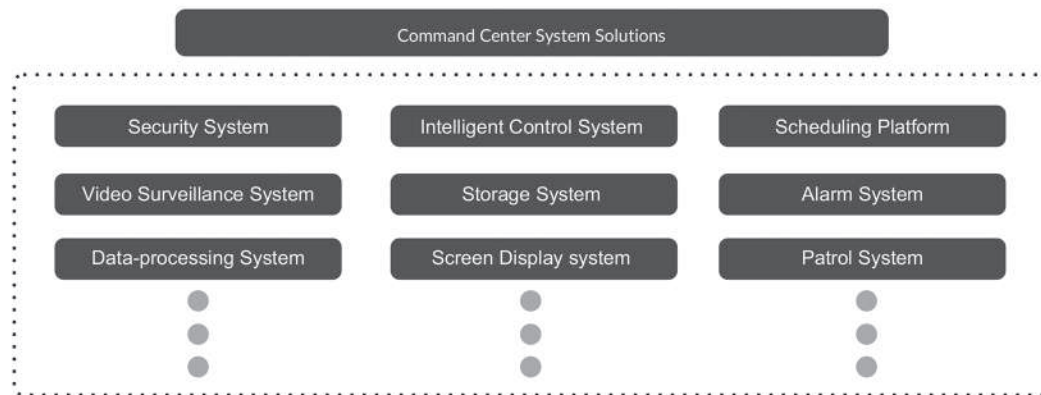 Command Center System Solutions
Security System
Intelligent Control System
Scheduling Platform
Video Surveillance System
Storage System
Alarm System
Data-processing System
Screen Display system
Patrol System